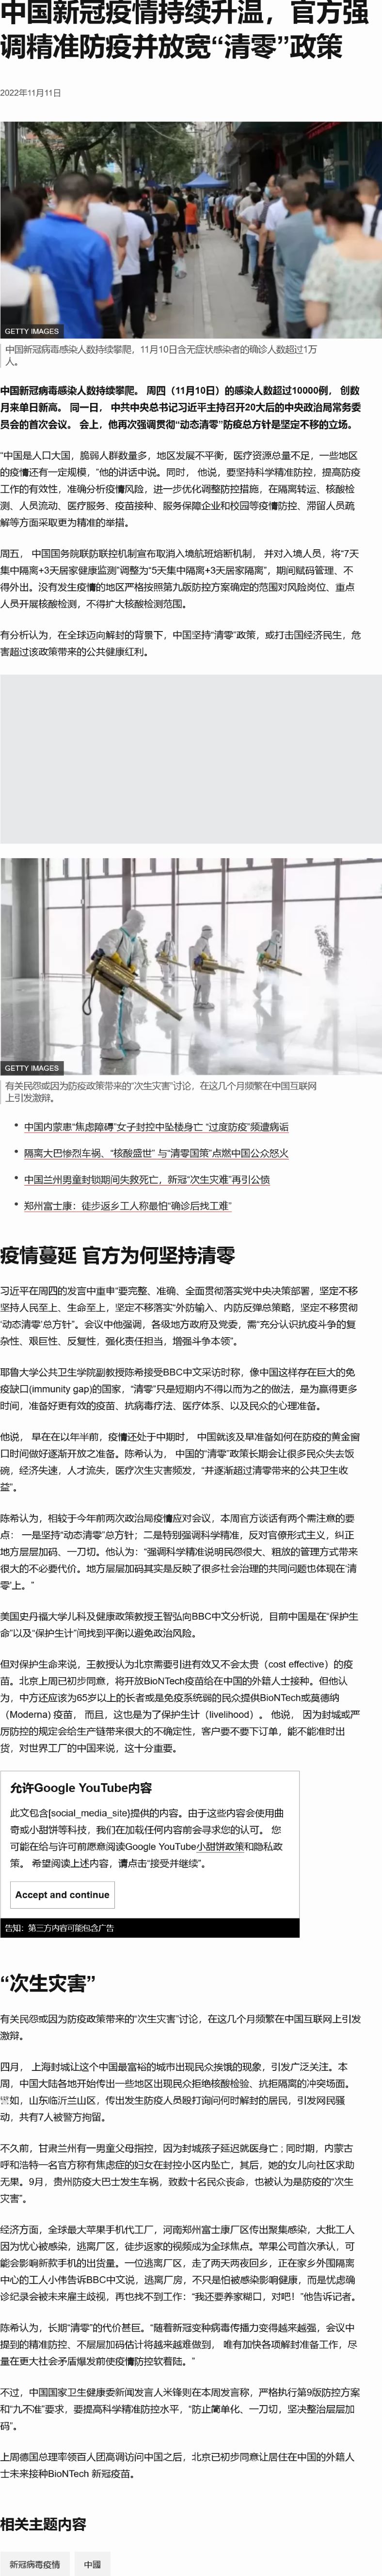 中国新冠疫情持续升温，官方强
调精准防疫并放宽“清零”政策
2022年11月11日
GETTY IMAGES
中国新冠病毒感染人数持续攀爬，11月10日含无症状感染者的确诊人数超过1万
人。
中国新冠病毒感染人数持续攀爬。 周四（11月10日）的感染人数超过10000例， 创数
月来单日新高。 同一日， 中共中央总书记习近平主持召开20大后的中央政治局常务委
员会的首次会议。 会上，他再次强调贯彻“动态清零”防疫总方针是坚定不移的立场。
“中国是人口大国，脆弱人群数量多，地区发展不平衡，医疗资源总量不足，一些地区
的疫情还有一定规模，”他的讲话中说。同时， 他说，要坚持科学精准防控，提高防疫
工作的有效性，准确分析疫情风险，进一步优化调整防控措施，在隔离转运、核酸检
测、人员流动、医疗服务、疫苗接种、服务保障企业和校园等疫情防控、滞留人员疏
解等方面采取更为精准的举措。
周五， 中国国务院联防联控机制宣布取消入境航班熔断机制， 并对入境人员，将“7天
集中隔离+3天居家健康监测”调整为“5天集中隔离+3天居家隔离”，期间赋码管理、不
得外出。没有发生疫情的地区严格按照第九版防控方案确定的范围对风险岗位、重点
人员开展核酸检测，不得扩大核酸检测范围。
有分析认为，在全球迈向解封的背景下，中国坚持“清零”政策，或打击国经济民生，危
害超过该政策带来的公共健康红利。
GETTY IMAGES
有关民怨或因为防疫政策带来的“次生灾害”讨论，在这几个月频繁在中国互联网
上引发激辩。
中国内蒙患“焦虑障碍”女子封控中坠楼身亡 “过度防疫”频遭病诟
隔离大巴惨烈车祸、“核酸盛世” 与“清零国策”点燃中国公众怒火
中国兰州男童封锁期间失救死亡，新冠“次生灾难”再引公愤
郑州富士康：徒步返乡工人称最怕“确诊后找工难”
疫情蔓延 官方为何坚持清零
习近平在周四的发言中重申“要完整、准确、全面贯彻落实党中央决策部署，坚定不移
坚持人民至上、生命至上，坚定不移落实“外防输入、内防反弹总策略，坚定不移贯彻
‘动态清零’总方针”。会议中他强调，各级地方政府及党委，需“充分认识抗疫斗争的复
杂性、艰巨性、反复性，强化责任担当，增强斗争本领”。
耶鲁大学公共卫生学院副教授陈希接受BBC中文采访时称，像中国这样存在巨大的免
疫缺口(immunity gap)的国家，“清零”只是短期内不得以而为之的做法，是为赢得更多
时间，准备好更有效的疫苗、抗病毒疗法、医疗体系、以及民众的心理准备。
他说， 早在在以年半前，疫情还处于中期时， 中国就该及早准备如何在防疫的黄金窗
口时间做好逐渐开放之准备。陈希认为， 中国的“清零”政策长期会让很多民众失去饭
碗，经济失速，人才流失，医疗次生灾害频发，“并逐渐超过清零带来的公共卫生收
益”。
陈希认为，相较于今年前两次政治局疫情应对会议，本周官方谈话有两个需注意的要
点： 一是坚持“动态清零”总方针；二是特别强调科学精准，反对官僚形式主义，纠正
地方层层加码、一刀切。他认为：“强调科学精准说明民怨很大、粗放的管理方式带来
很大的不必要代价。地方层层加码其实是反映了很多社会治理的共同问题也体现在‘清
零’上。”
美国史丹福大学儿科及健康政策教授王智弘向BBC中文分析说，目前中国是在“保护生
命”以及“保护生计”间找到平衡以避免政治风险。
但对保护生命来说，王教授认为北京需要引进有效又不会太贵（cost effective）的疫
苗。北京上周已初步同意，将开放BioNTech疫苗给在中国的外籍人士接种。但他认
为，中方还应该为65岁以上的长者或是免疫系统弱的民众提供BioNTech或莫德纳
（Moderna) 疫苗， 而且，这也是为了保护生计（livelihood）。 他说， 因为封城或严
厉防控的规定会给生产链带来很大的不确定性，客户要不要下订单，能不能准时出
货，对世界工厂的中国来说，这十分重要。
允许Google YouTube内容
此文包含{social_media_site}提供的内容。由于这些内容会使用曲
奇或小甜饼等科技，我们在加载任何内容前会寻求您的认可。 您
可能在给与许可前愿意阅读Google YouTube小甜饼政策和隐私政
策。 希望阅读上述内容，请点击“接受并继续”。
Accept and continue
告知：第三方内容可能包含广告
“次生灾害”
有关民怨或因为防疫政策带来的“次生灾害”讨论，在这几个月频繁在中国互联网上引发
激辩。
四月， 上海封城让这个中国最富裕的城市出现民众挨饿的现象，引发广泛关注。本
周，中国大陆各地开始传出一些地区出现民众拒绝核酸检验、抗拒隔离的冲突场面。
譬如，山东临沂兰山区，传出发生防疫人员殴打询问何时解封的居民，引发网民骚
动，共有7人被警方拘留。
不久前，甘肃兰州有一男童父母指控，因为封城孩子延迟就医身亡；同时期，内蒙古
呼和浩特一名官方称有焦虑症的妇女在封控小区内坠亡，其后，她的女儿向社区求助
无果。9月，贵州防疫大巴士发生车祸，致数十名民众丧命，也被认为是防疫的“次生
灾害”。
经济方面，全球最大苹果手机代工厂，河南郑州富士康厂区传出聚集感染，大批工人
因为忧心被感染，逃离厂区，徒步返家的视频成为全球焦点。苹果公司首次承认，可
能会影响新款手机的出货量。一位逃离厂区，走了两天两夜回乡，正在家乡外围隔离
中心的工人小伟告诉BBC中文说，逃离厂房，不只是怕被感染影响健康，而是忧虑确
诊纪录会被未来雇主歧视，再也找不到工作：“我还要养家糊口，对吧！”他告诉记者。
陈希认为，长期“清零”的代价甚巨。“随着新冠变种病毒传播力变得越来越强，会议中
提到的精准防控、不层层加码估计将越来越难做到， 唯有加快各项解封准备工作，尽
量在更大社会矛盾爆发前使疫情防控软着陆。”
不过，中国国家卫生健康委新闻发言人米锋则在本周发言称，严格执行第9版防控方案
和“九不准”要求，要提高科学精准防控水平，“防止简单化、一刀切，坚决整治层层加
码”。
上周德国总理率领百人团高调访问中国之后，北京已初步同意让居住在中国的外籍人
士未来接种BioNTech 新冠疫苗。
相关主题内容
新冠病毒疫情
中國